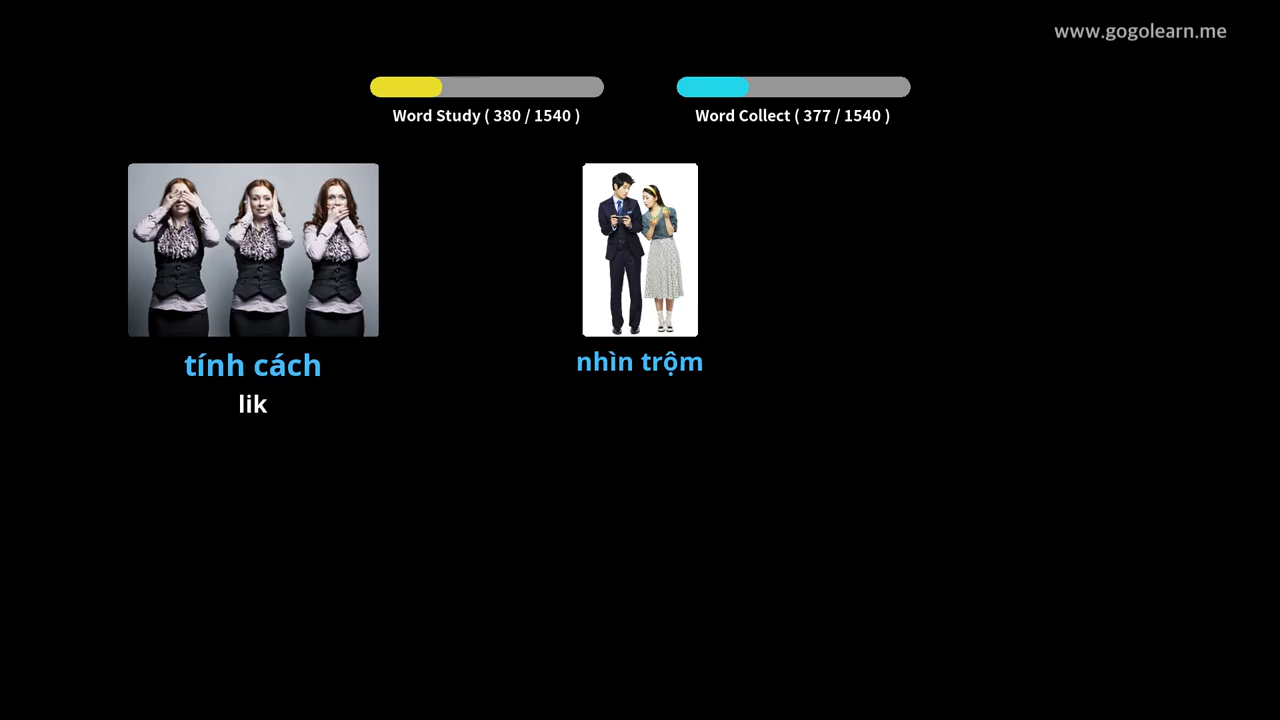 www.gogolearn.me
Word Study ( 380 / 1540 )
Word Collect ( 377 / 1540 )
tính cách
lik
nhìn trộm